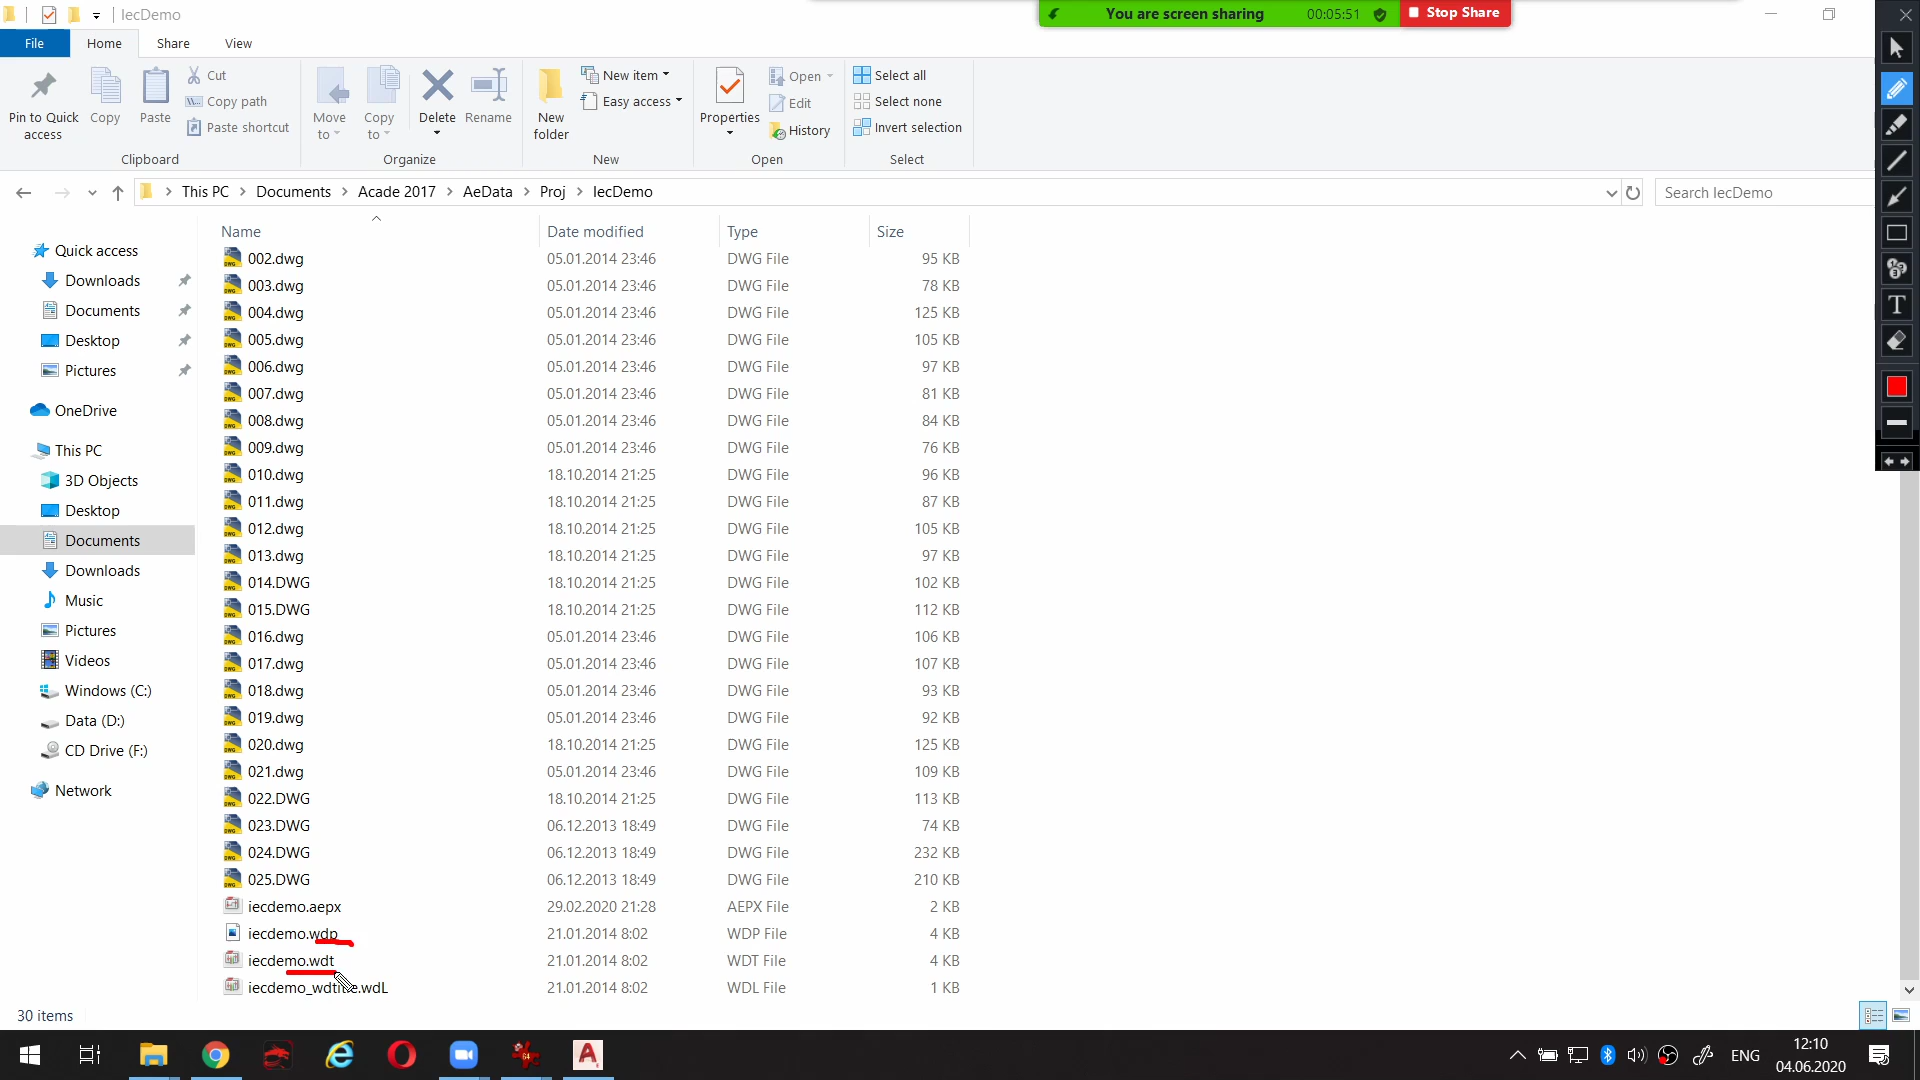 IecDemo
You are screen sharing 00:05:51 Stop Share
File Home Share View
Pin to Quick access
Copy
Paste
Cut
Copy path
Paste shortcut
Clipboard
Move to
Copy to
Delete
Rename
Organize
New folder
New item
Easy access
New
Properties
Open
Edit
History
Open
Select all
Select none
Invert selection
Select
This PC > Documents > Acade 2017 > AeData > Proj > IecDemo
Search IecDemo
Quick access
Downloads
Documents
Desktop
Pictures
OneDrive
This PC
3D Objects
Desktop
Documents
Downloads
Music
Pictures
Videos
Windows (C:)
Data (D:)
CD Drive (F:)
Network
Name Date modified Type Size
002.dwg 05.01.2014 23:46 DWG File 95 KB
003.dwg 05.01.2014 23:46 DWG File 78 KB
004.dwg 05.01.2014 23:46 DWG File 125 KB
005.dwg 05.01.2014 23:46 DWG File 105 KB
006.dwg 05.01.2014 23:46 DWG File 97 KB
007.dwg 05.01.2014 23:46 DWG File 81 KB
008.dwg 05.01.2014 23:46 DWG File 84 KB
009.dwg 05.01.2014 23:46 DWG File 76 KB
010.dwg 18.10.2014 21:25 DWG File 96 KB
011.dwg 18.10.2014 21:25 DWG File 87 KB
012.dwg 18.10.2014 21:25 DWG File 105 KB
013.dwg 18.10.2014 21:25 DWG File 97 KB
014.DWG 18.10.2014 21:25 DWG File 102 KB
015.DWG 18.10.2014 21:25 DWG File 112 KB
016.dwg 05.01.2014 23:46 DWG File 106 KB
017.dwg 05.01.2014 23:46 DWG File 107 KB
018.dwg 05.01.2014 23:46 DWG File 93 KB
019.dwg 05.01.2014 23:46 DWG File 92 KB
020.dwg 18.10.2014 21:25 DWG File 125 KB
021.dwg 05.01.2014 23:46 DWG File 109 KB
022.DWG 18.10.2014 21:25 DWG File 113 KB
023.DWG 06.12.2013 18:49 DWG File 74 KB
024.DWG 06.12.2013 18:49 DWG File 232 KB
025.DWG 06.12.2013 18:49 DWG File 210 KB
iecdemo.aepx 29.02.2020 21:28 AEPX File 2 KB
iecdemo.wdp 21.01.2014 8:02 WDP File 4 KB
iecdemo.wdt 21.01.2014 8:02 WDT File 4 KB
iecdemo_wdtitle.wdL 21.01.2014 8:02 WDL File 1 KB
30 items
ENG
12:10
04.06.2020